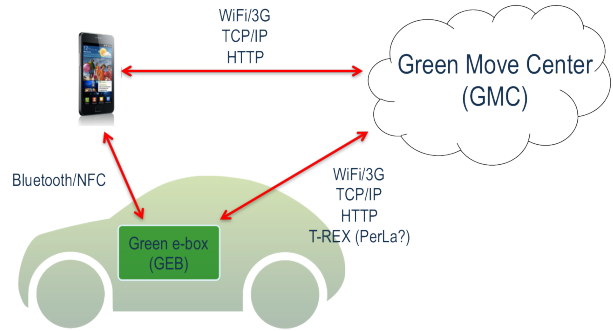 WiFi/3G
TCP/IP
HTTP
Green Move Center
(GMC)
Bluetooth/NFC
WiFi/3G
TCP/IP
HTTP
T-REX (PerLa?)
Green e-box
(GEB)